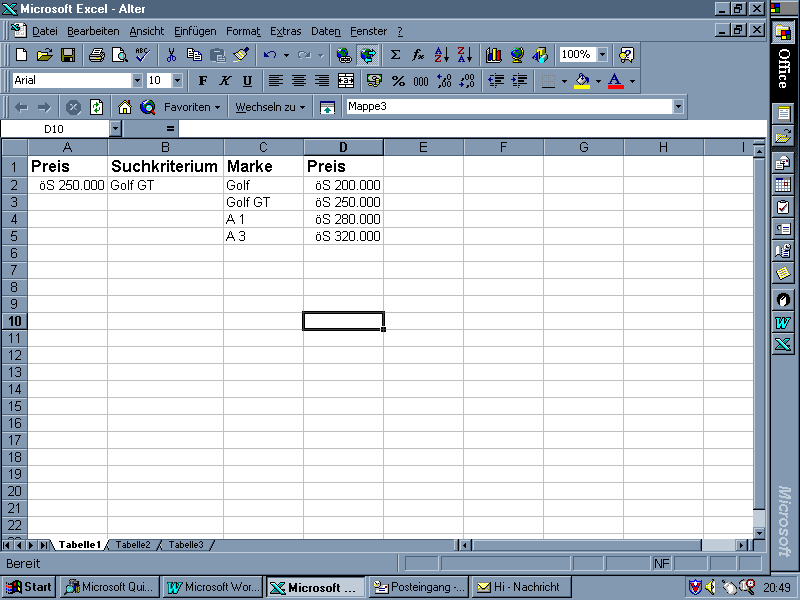 Microsoft Excel - Alter
Datei Bearbeiten Ansicht Einfügen Format Extras Daten Fenster ?
100%
Arial 10 F K U % 000
Favoriten Wechseln zu Mappe3
D10 =
A B C D E F G H I
1 Preis Suchkriterium Marke Preis
2 öS 250.000 Golf GT Golf öS 200.000
3 Golf GT öS 250.000
4 A 1 öS 280.000
5 A 3 öS 320.000
6
7
8
9
10
11
12
13
14
15
16
17
18
19
20
21
22
Tabelle1 Tabelle2 Tabelle3
Bereit NF
Start Microsoft Qui... Microsoft Wor... Microsoft ... Posteingang -... Hi - Nachricht 20:49
Office
Microsoft